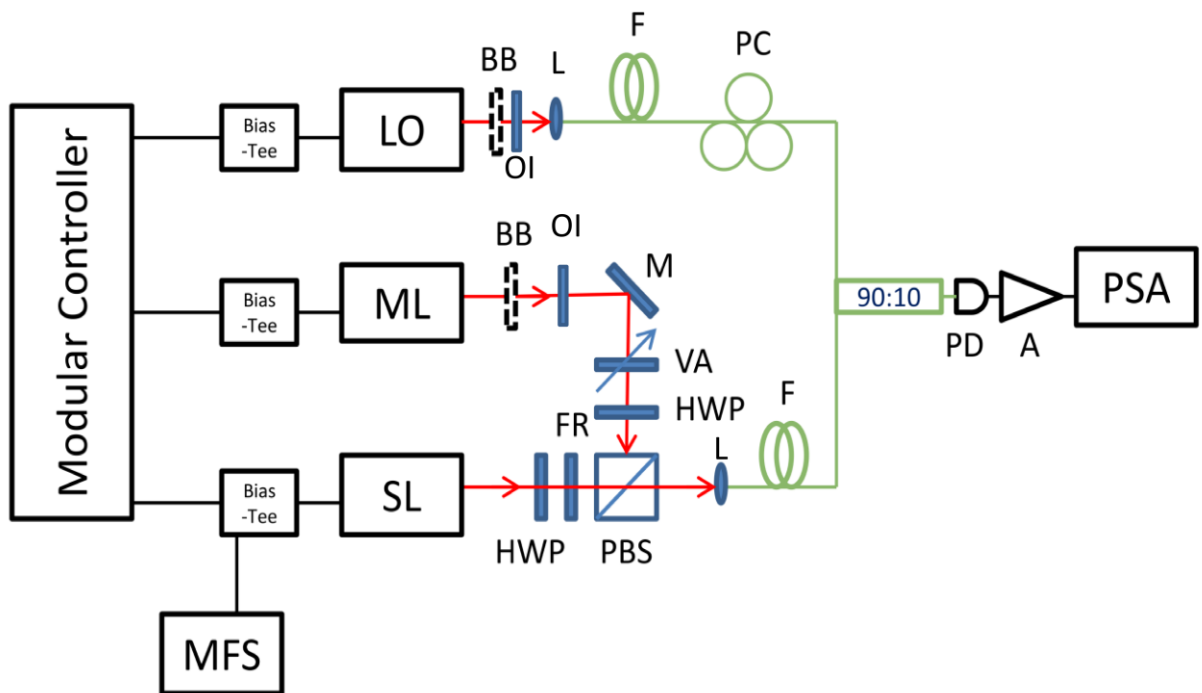 F
PC
BB
L
Bias
-Tee
LO
OI
Modular Controller
BB
OI
M
Bias
-Tee
ML
90:10
PSA
PD
A
VA
HWP
FR
F
L
Bias
-Tee
SL
HWP
PBS
MFS